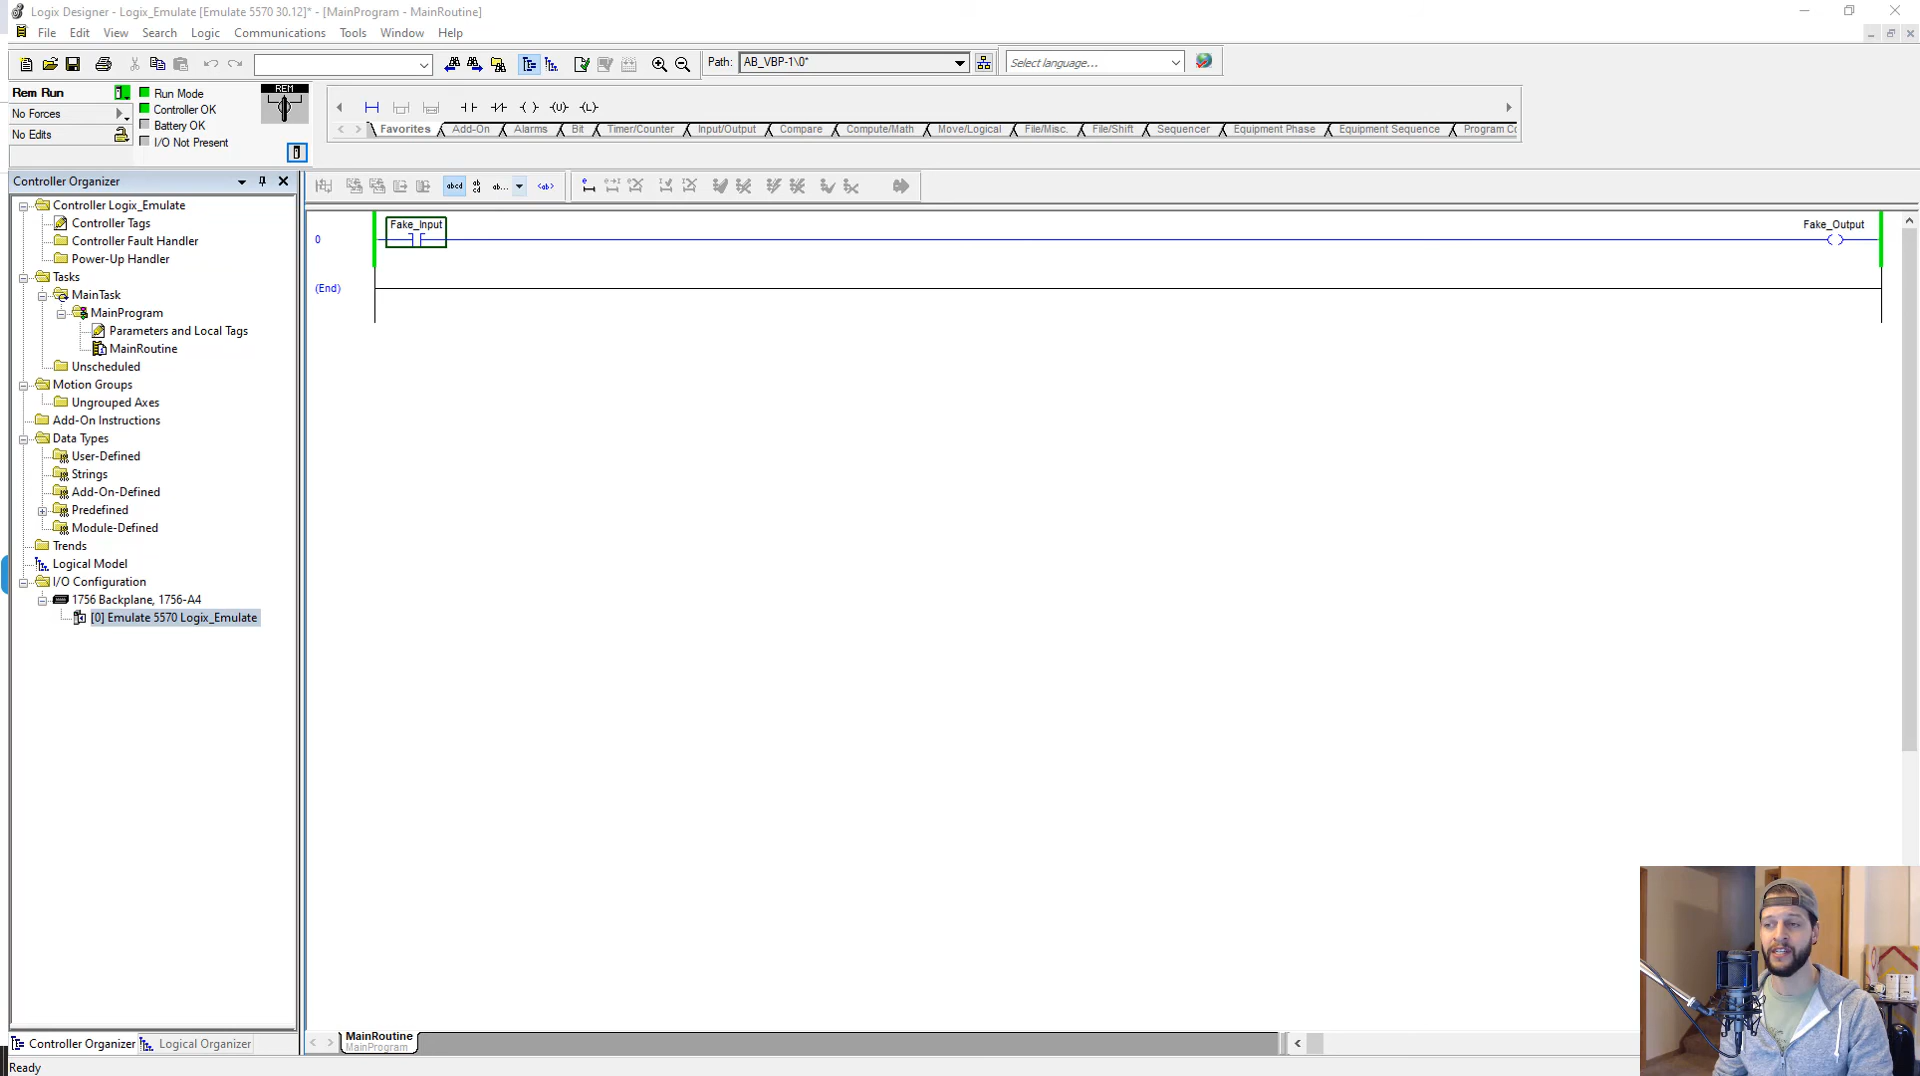 Logix Designer - Logix_Emulate [Emulate 5570 30.12]* - [MainProgram - MainRoutine]
File Edit View Search Logic Communications Tools Window Help
Path: AB_VBP-1\0* Select language...
Rem Run Run Mode REM
No Forces Controller OK
Battery OK
No Edits I/O Not Present
Favorites Add-On Alarms Bit Timer/Counter Input/Output Compare Compute/Math Move/Logical File/Misc. File/Shift Sequencer Equipment Phase Equipment Sequence Program Co
Controller Organizer
abcd ab cd ab... <ab>
Controller Logix_Emulate
Controller Tags
Controller Fault Handler
Power-Up Handler
Tasks
MainTask
MainProgram
Parameters and Local Tags
MainRoutine
Unscheduled
Motion Groups
Ungrouped Axes
Add-On Instructions
Data Types
User-Defined
Strings
Add-On-Defined
Predefined
Module-Defined
Trends
Logical Model
I/O Configuration
1756 Backplane, 1756-A4
[0] Emulate 5570 Logix_Emulate
Fake_Input Fake_Output
0
(End)
Controller Organizer Logical Organizer
MainRoutine
MainProgram
Ready